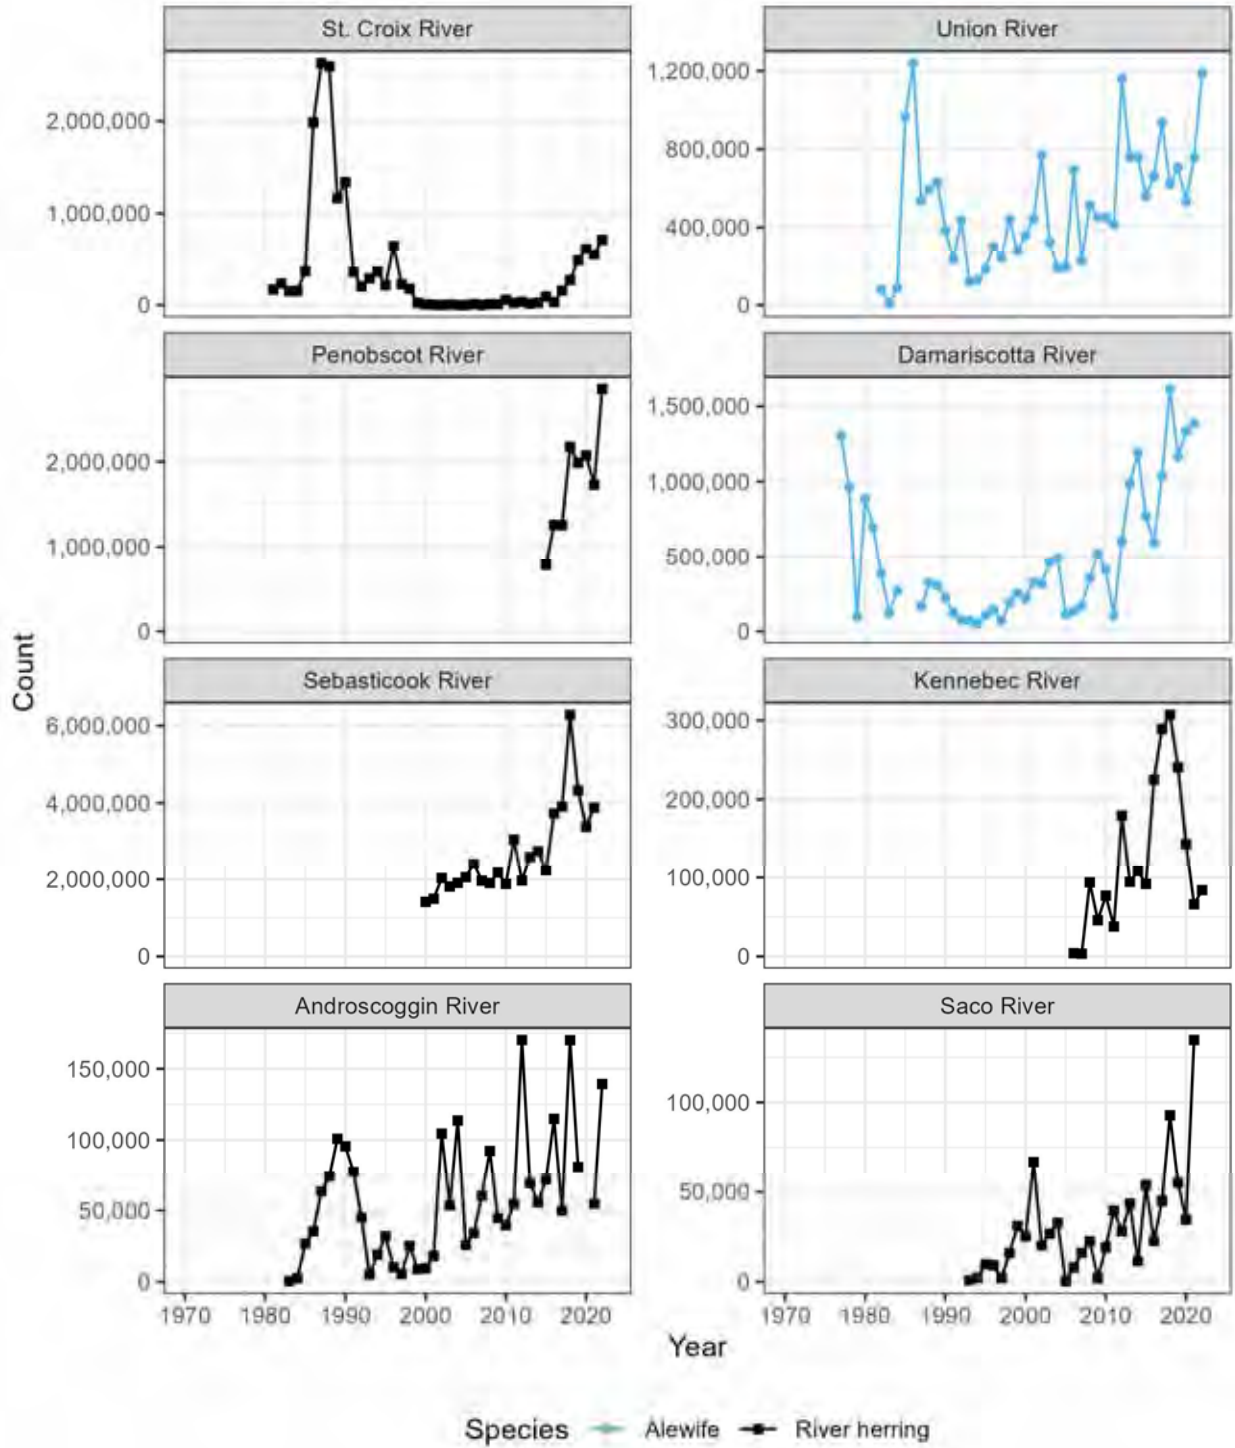 St. Croix River
Union River
2,000,000
1,000,000
0
1,200,000
800,000
400,000
0
Penobscot River
Damariscotta River
2,000,000
1,000,000
0
1,500,000
1,000,000
500,000
0
Count
Sebasticook River
Kennebec River
6,000,000
4,000,000
2,000,000
0
300,000
200,000
100,000
0
Androscoggin River
Saco River
150,000
100,000
50,000
0
100,000
50,000
0
1970 1980 1990 2000 2010 2020
1970 1980 1990 2000 2010 2020
Year
Species Alewife River herring